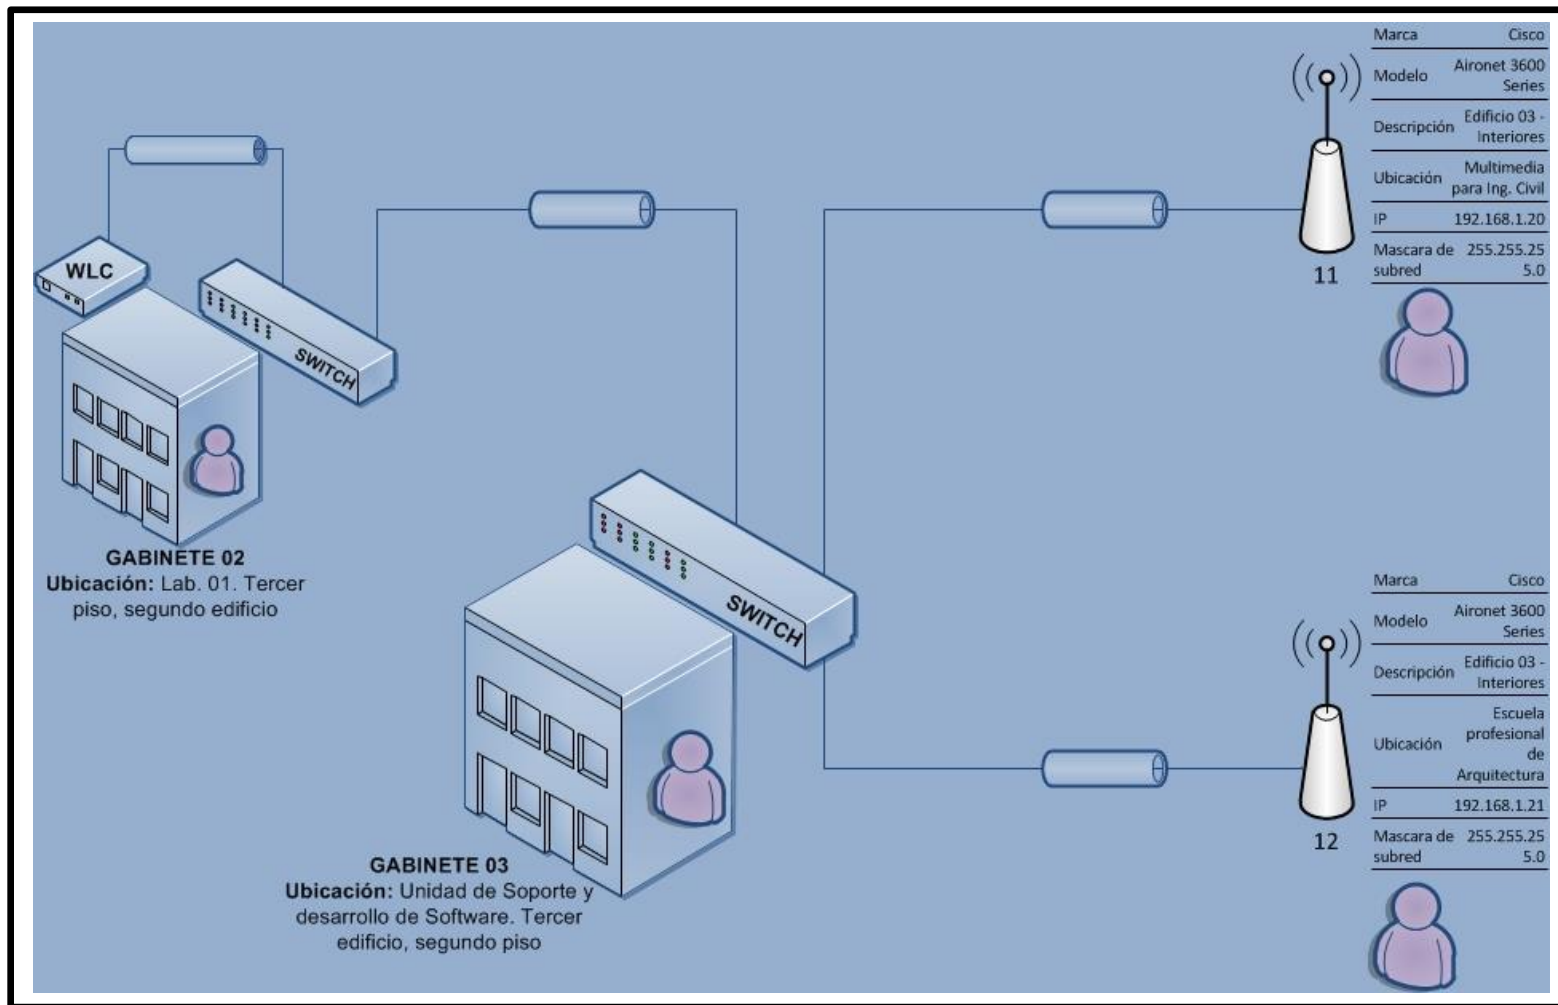 WLC
SWITCH
GABINETE 02
Ubicación: Lab. 01. Tercer
piso, segundo edificio
SWITCH
GABINETE 03
Ubicación: Unidad de Soporte y
desarrollo de Software. Tercer
edificio, segundo piso
Marca Cisco
Modelo Aironet 3600
Series
Descripción Edificio 03 -
Interiores
Ubicación Multimedia
para Ing. Civil
IP 192.168.1.20
Mascara de 255.255.25
subred 5.0
11
Marca Cisco
Modelo Aironet 3600
Series
Descripción Edificio 03 -
Interiores
Escuela
profesional
Ubicación de
Arquitectura
IP 192.168.1.21
Mascara de 255.255.25
subred 5.0
12